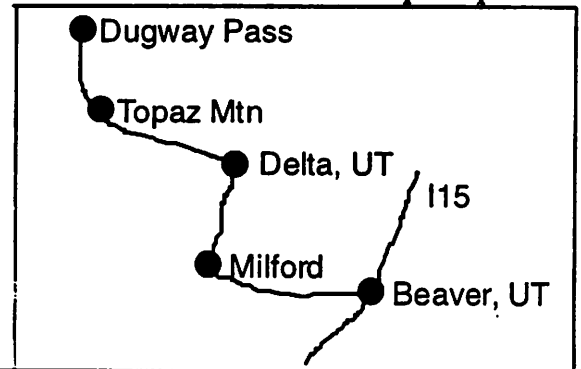 Dugway Pass
Topaz Mtn
Delta, UT
I15
Milford
Beaver, UT